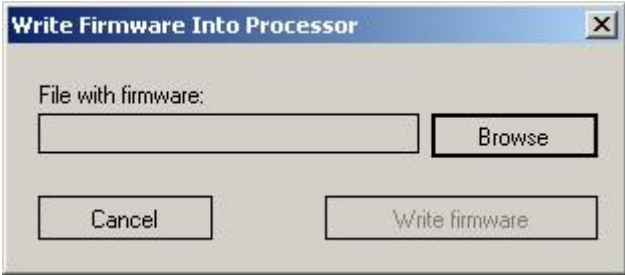 Write Firmware Into Processor
File with firmware:
Browse
Cancel
Write firmware